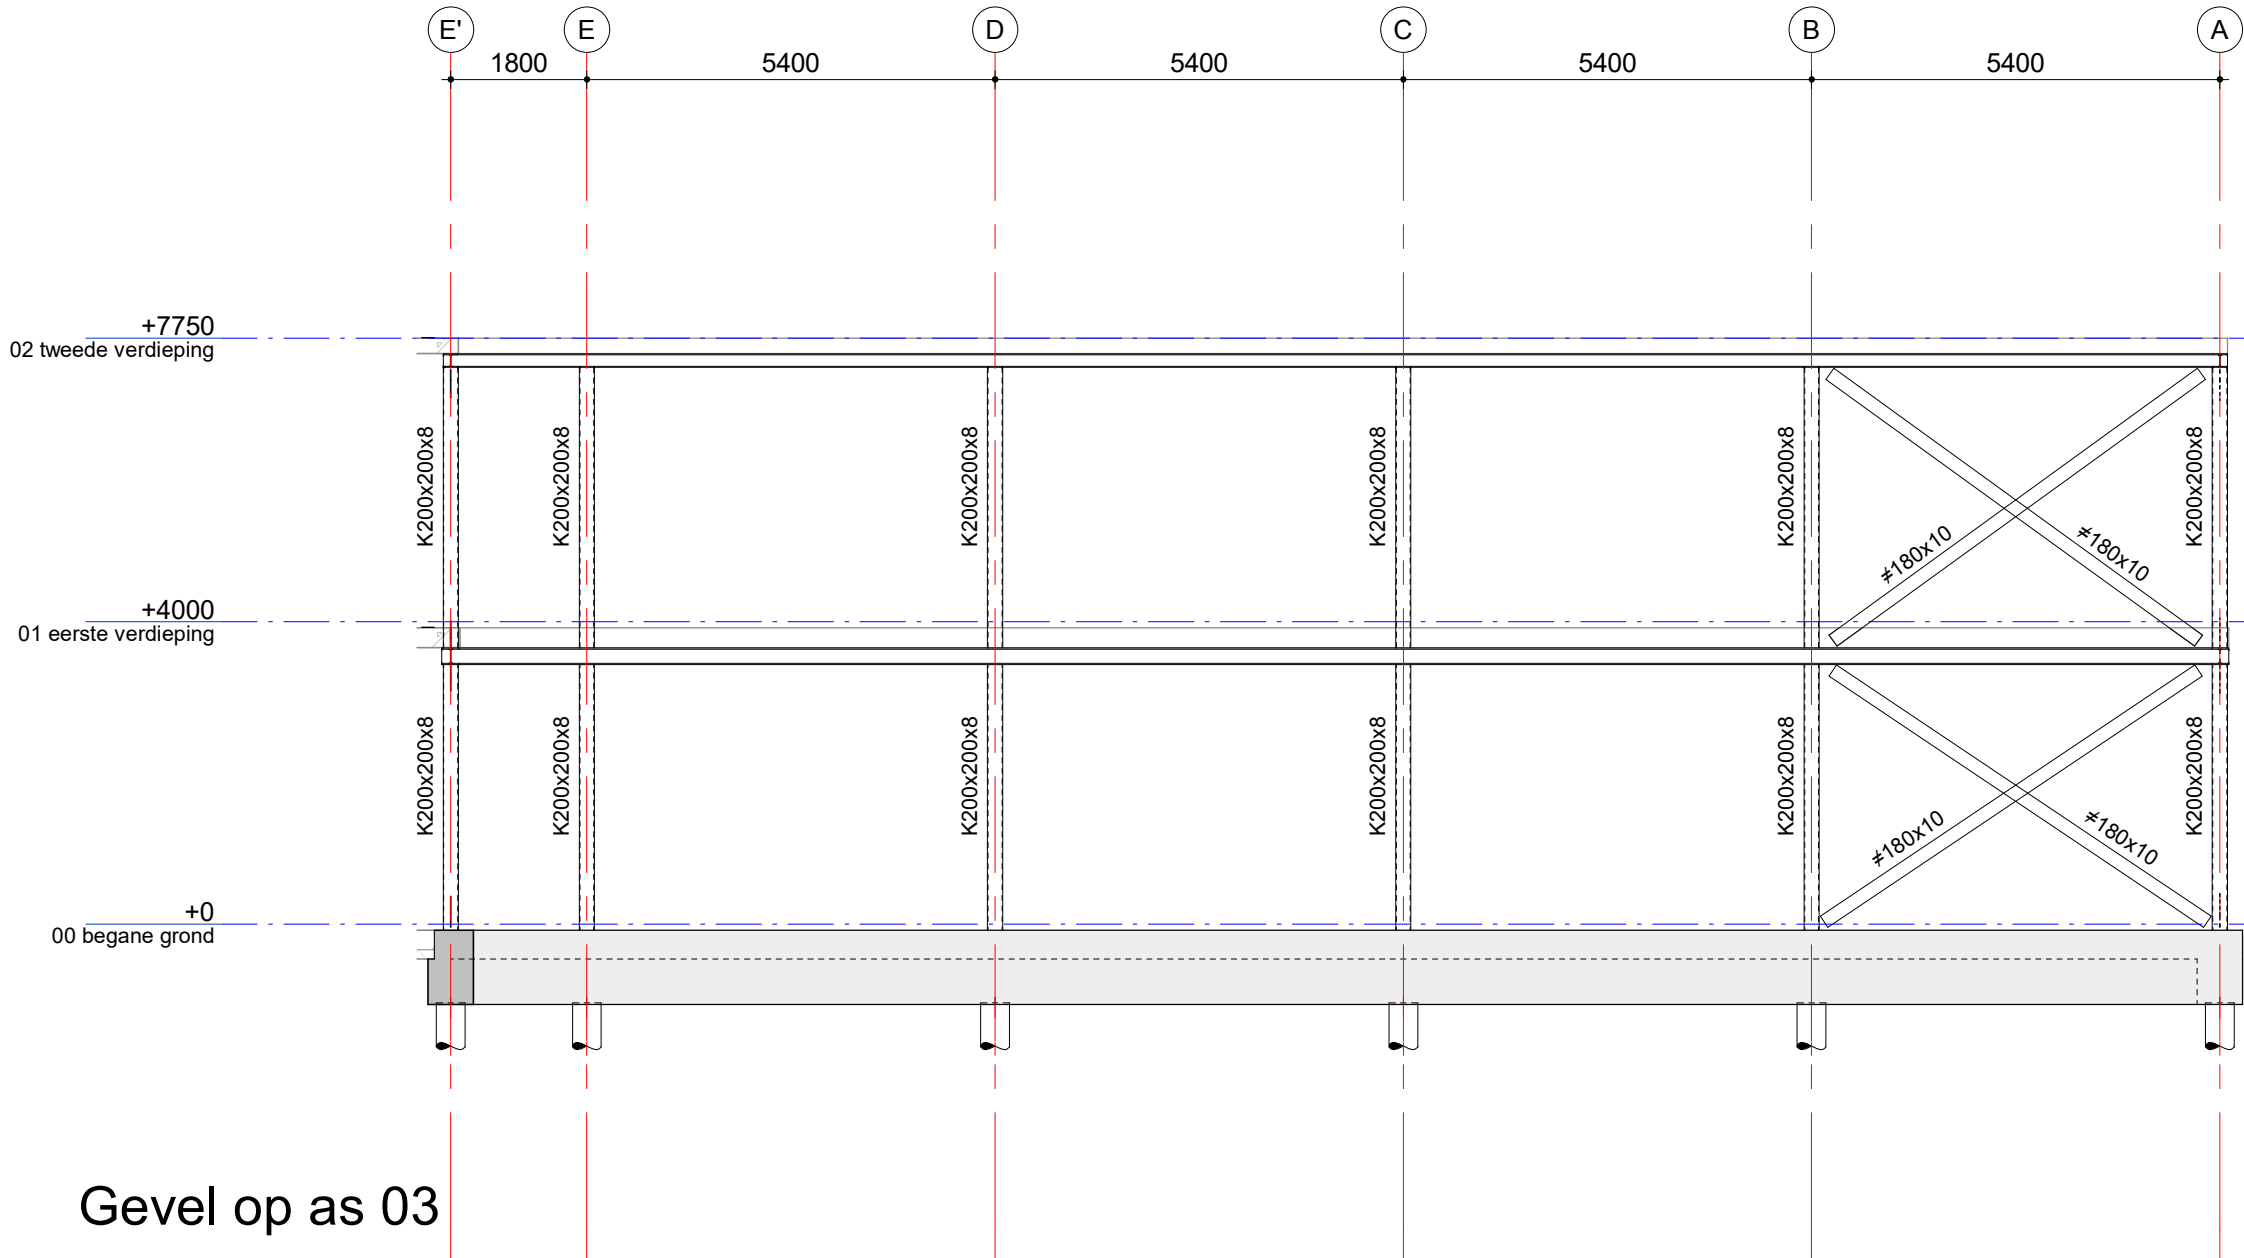 E' E D C B A
1800 5400 5400 5400 5400
+7750
02 tweede verdieping
K200x200x8 K200x200x8 K200x200x8 K200x200x8 K200x200x8 K200x200x8
≠180x10 ≠180x10
+4000
01 eerste verdieping
K200x200x8 K200x200x8 K200x200x8 K200x200x8 K200x200x8 K200x200x8
≠180x10 ≠180x10
+0
00 begane grond
Gevel op as 03